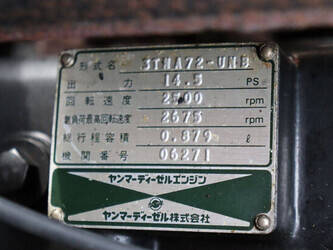 形式名 3TNA72-UNB
出力 14.5 PS
回転速度 2500 rpm
無負荷最高回転速度 2675 rpm
総行程容積 0.879 ℓ
機関番号 06271
ヤンマーディーゼルエンジン
ヤンマーディーゼル株式会社